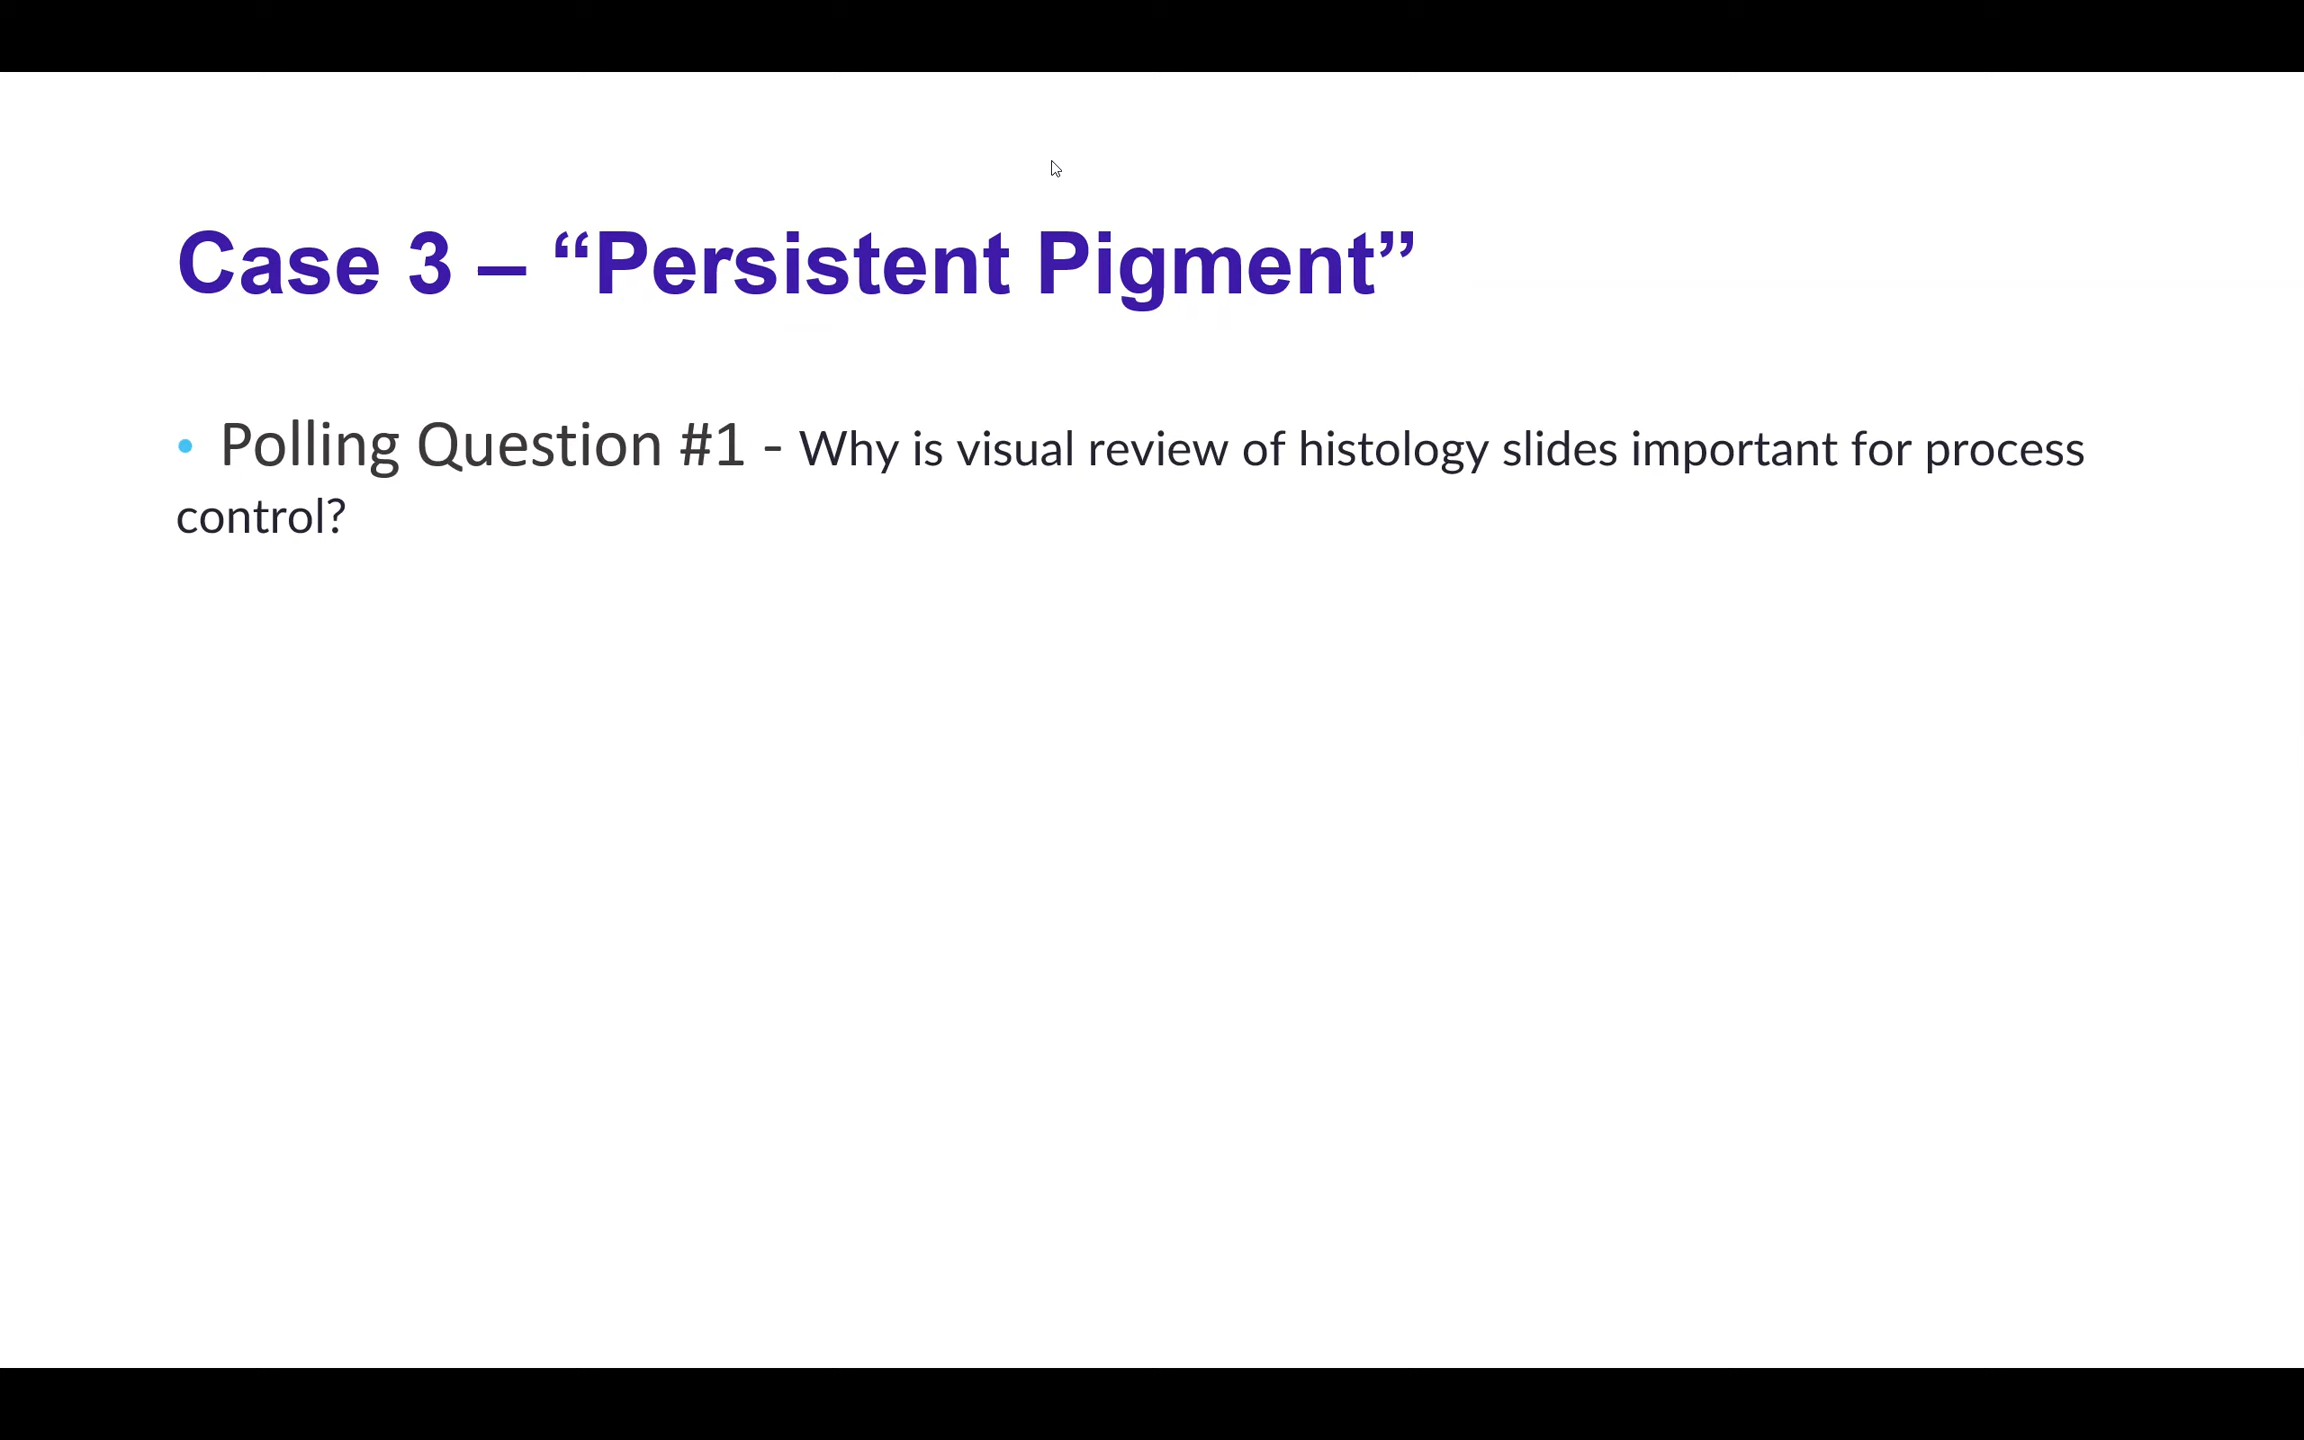 Case 3 – “Persistent Pigment”
• Polling Question #1 - Why is visual review of histology slides important for process
control?